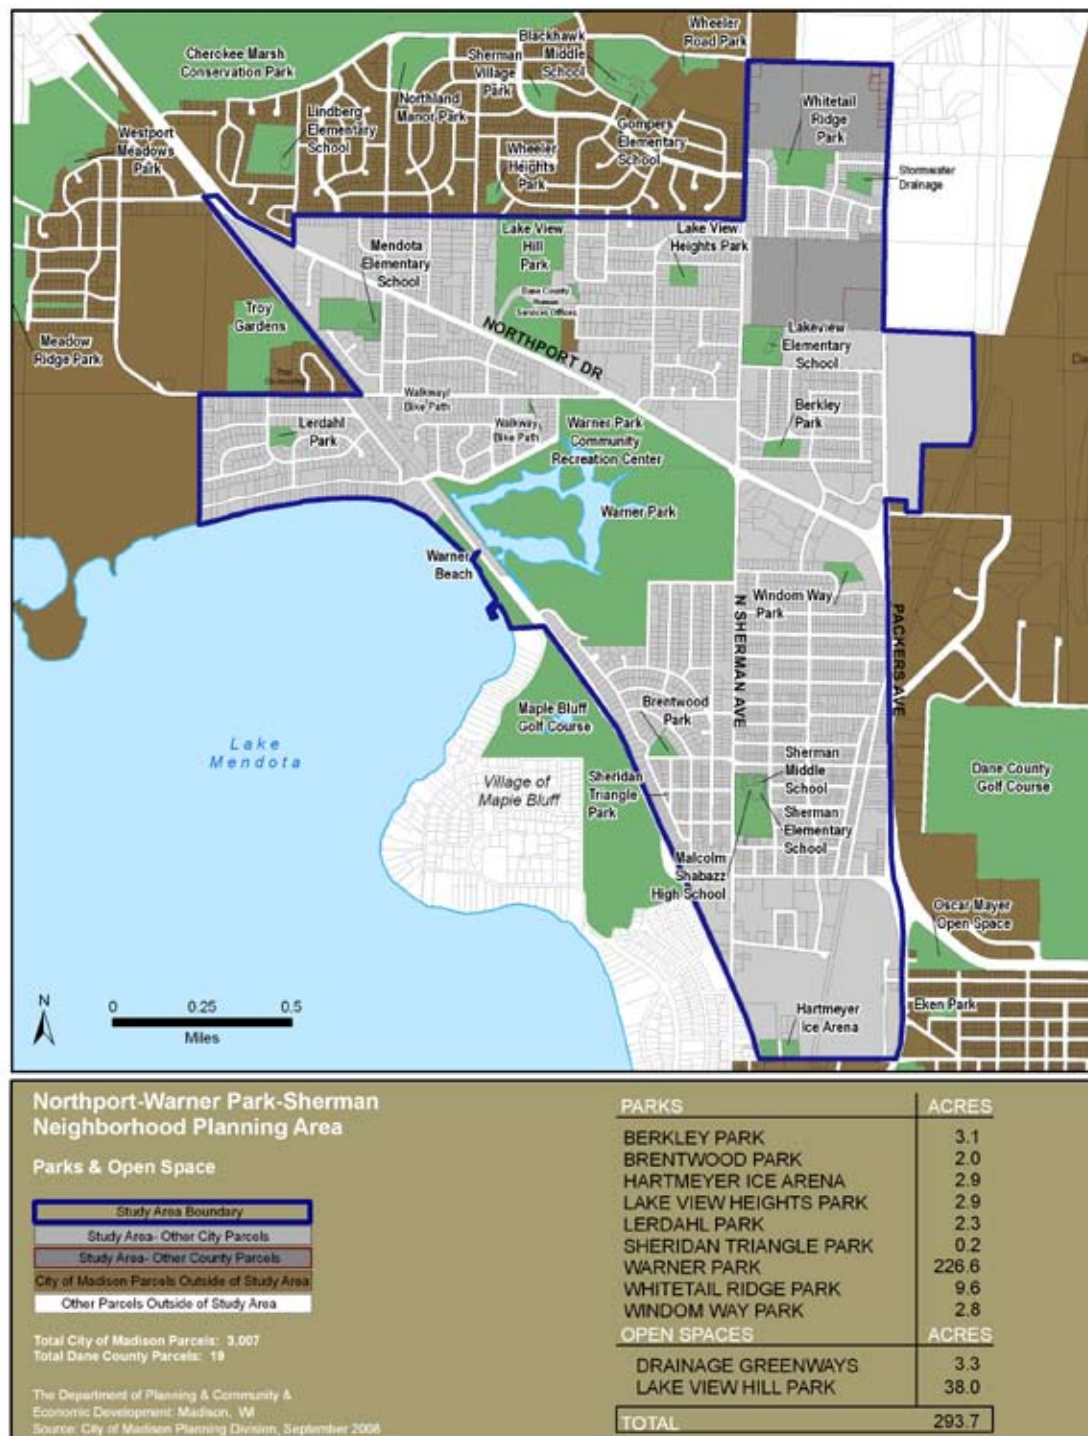 Cherokee Marsh
Conservation Park
Sherman
Village
Park
Blackhawk
Middle
School
Wheeler
Road Park
Westport
Meadows
Park
Lindberg
Elementary
School
Northland
Manor Park
Wheeler
Heights
Park
Gompers
Elementary
School
Whitetail
Ridge
Park
Stormwater
Drainage
Mendota
Elementary
School
Lake View
Hill
Park
Lake View
Heights Park
Dane County
Human
Services Offices
Troy
Gardens
Meadow
Ridge Park
NORTHPORT DR
Lakeview
Elementary
School
Walkway/
Bike Path
Walkway/
Bike Path
Lerdahl
Park
Berkley
Park
Warner Park
Community
Recreation Center
Warner Park
Warner
Beach
Windom Way
Park
N SHERMAN AVE
PACKERS AVE
Maple Bluff
Golf Course
Brentwood
Park
Lake
Mendota
Village of
Maple Bluff
Sheridan
Triangle
Park
Sherman
Middle
School
Sherman
Elementary
School
Dane County
Golf Course
Malcolm
Shabazz
High School
Oscar Mayer
Open Space
Hartmeyer
Ice Arena
Eken Park
N
0 0.25 0.5
Miles
Northport-Warner Park-Sherman
Neighborhood Planning Area
Parks & Open Space
Study Area Boundary
Study Area- Other City Parcels
Study Area- Other County Parcels
City of Madison Parcels Outside of Study Area
Other Parcels Outside of Study Area
Total City of Madison Parcels: 3,007
Total Dane County Parcels: 19
The Department of Planning & Community &
Economic Development: Madison, WI
Source: City of Madison Planning Division, September 2008
PARKS ACRES
BERKLEY PARK 3.1
BRENTWOOD PARK 2.0
HARTMEYER ICE ARENA 2.9
LAKE VIEW HEIGHTS PARK 2.9
LERDAHL PARK 2.3
SHERIDAN TRIANGLE PARK 0.2
WARNER PARK 226.6
WHITETAIL RIDGE PARK 9.6
WINDOM WAY PARK 2.8
OPEN SPACES ACRES
DRAINAGE GREENWAYS 3.3
LAKE VIEW HILL PARK 38.0
TOTAL 293.7